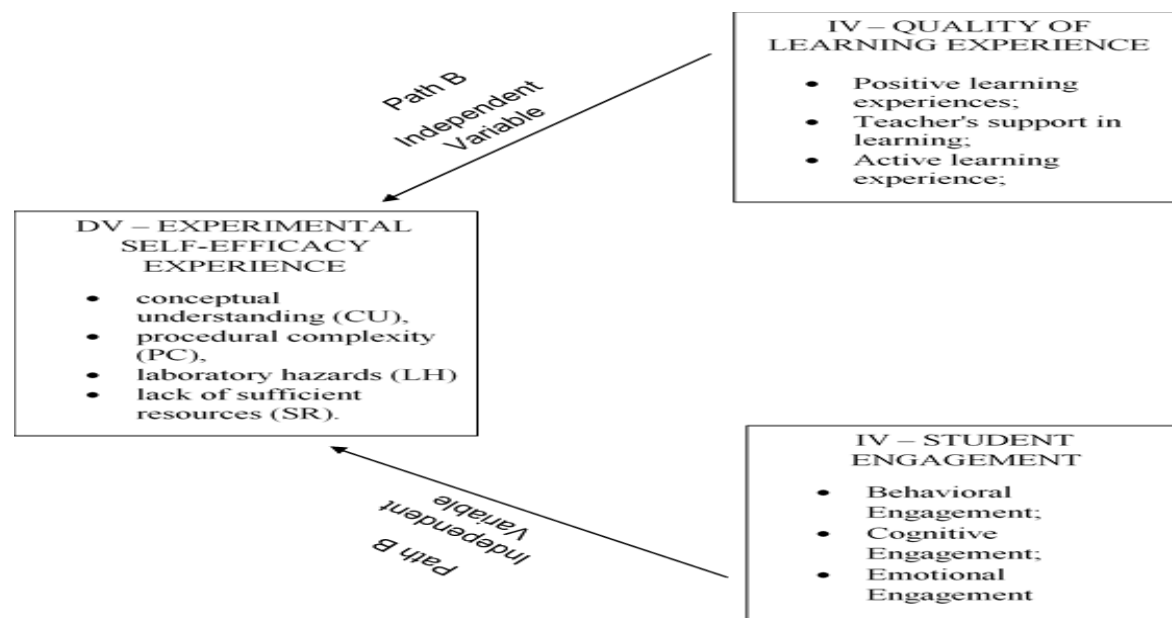 IV – QUALITY OF
LEARNING EXPERIENCE
• Positive learning
experiences;
• Teacher's support in
learning;
• Active learning
experience;
Path B
Independent
Variable
DV – EXPERIMENTAL
SELF-EFFICACY
EXPERIENCE
• conceptual
understanding (CU),
• procedural complexity
(PC),
• laboratory hazards (LH)
• lack of sufficient
resources (SR).
Path B
Independent
Variable
IV – STUDENT
ENGAGEMENT
• Behavioral
Engagement;
• Cognitive
Engagement;
• Emotional
Engagement